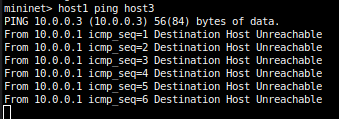 mininet> host1 ping host3
PING 10.0.0.3 (10.0.0.3) 56(84) bytes of data.
From 10.0.0.1 icmp_seq=1 Destination Host Unreachable
From 10.0.0.1 icmp_seq=2 Destination Host Unreachable
From 10.0.0.1 icmp_seq=3 Destination Host Unreachable
From 10.0.0.1 icmp_seq=4 Destination Host Unreachable
From 10.0.0.1 icmp_seq=5 Destination Host Unreachable
From 10.0.0.1 icmp_seq=6 Destination Host Unreachable